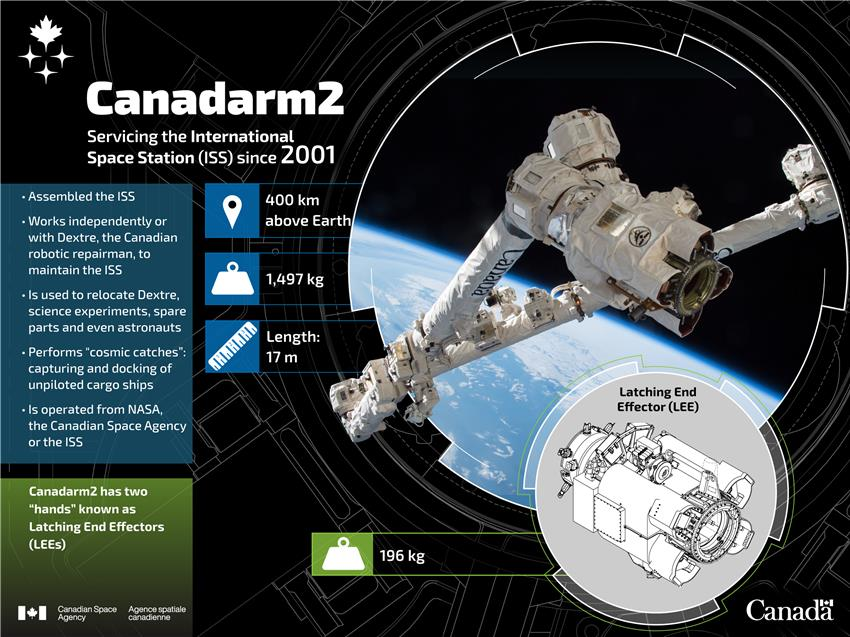 Canadarm2
Servicing the International
Space Station (ISS) since 2001
• Assembled the ISS
• Works independently or
with Dextre, the Canadian
robotic repairman, to
maintain the ISS
• Is used to relocate Dextre,
science experiments, spare
parts and even astronauts
• Performs "cosmic catches":
capturing and docking of
unpiloted cargo ships
• Is operated from NASA,
the Canadian Space Agency
or the ISS
400 km
above Earth
1,497 kg
Length:
17 m
Canada
Latching End
Effector (LEE)
Canadarm2 has two
"hands" known as
Latching End Effectors
(LEEs)
196 kg
Canadian Space
Agency
Agence spatiale
canadienne
Canada